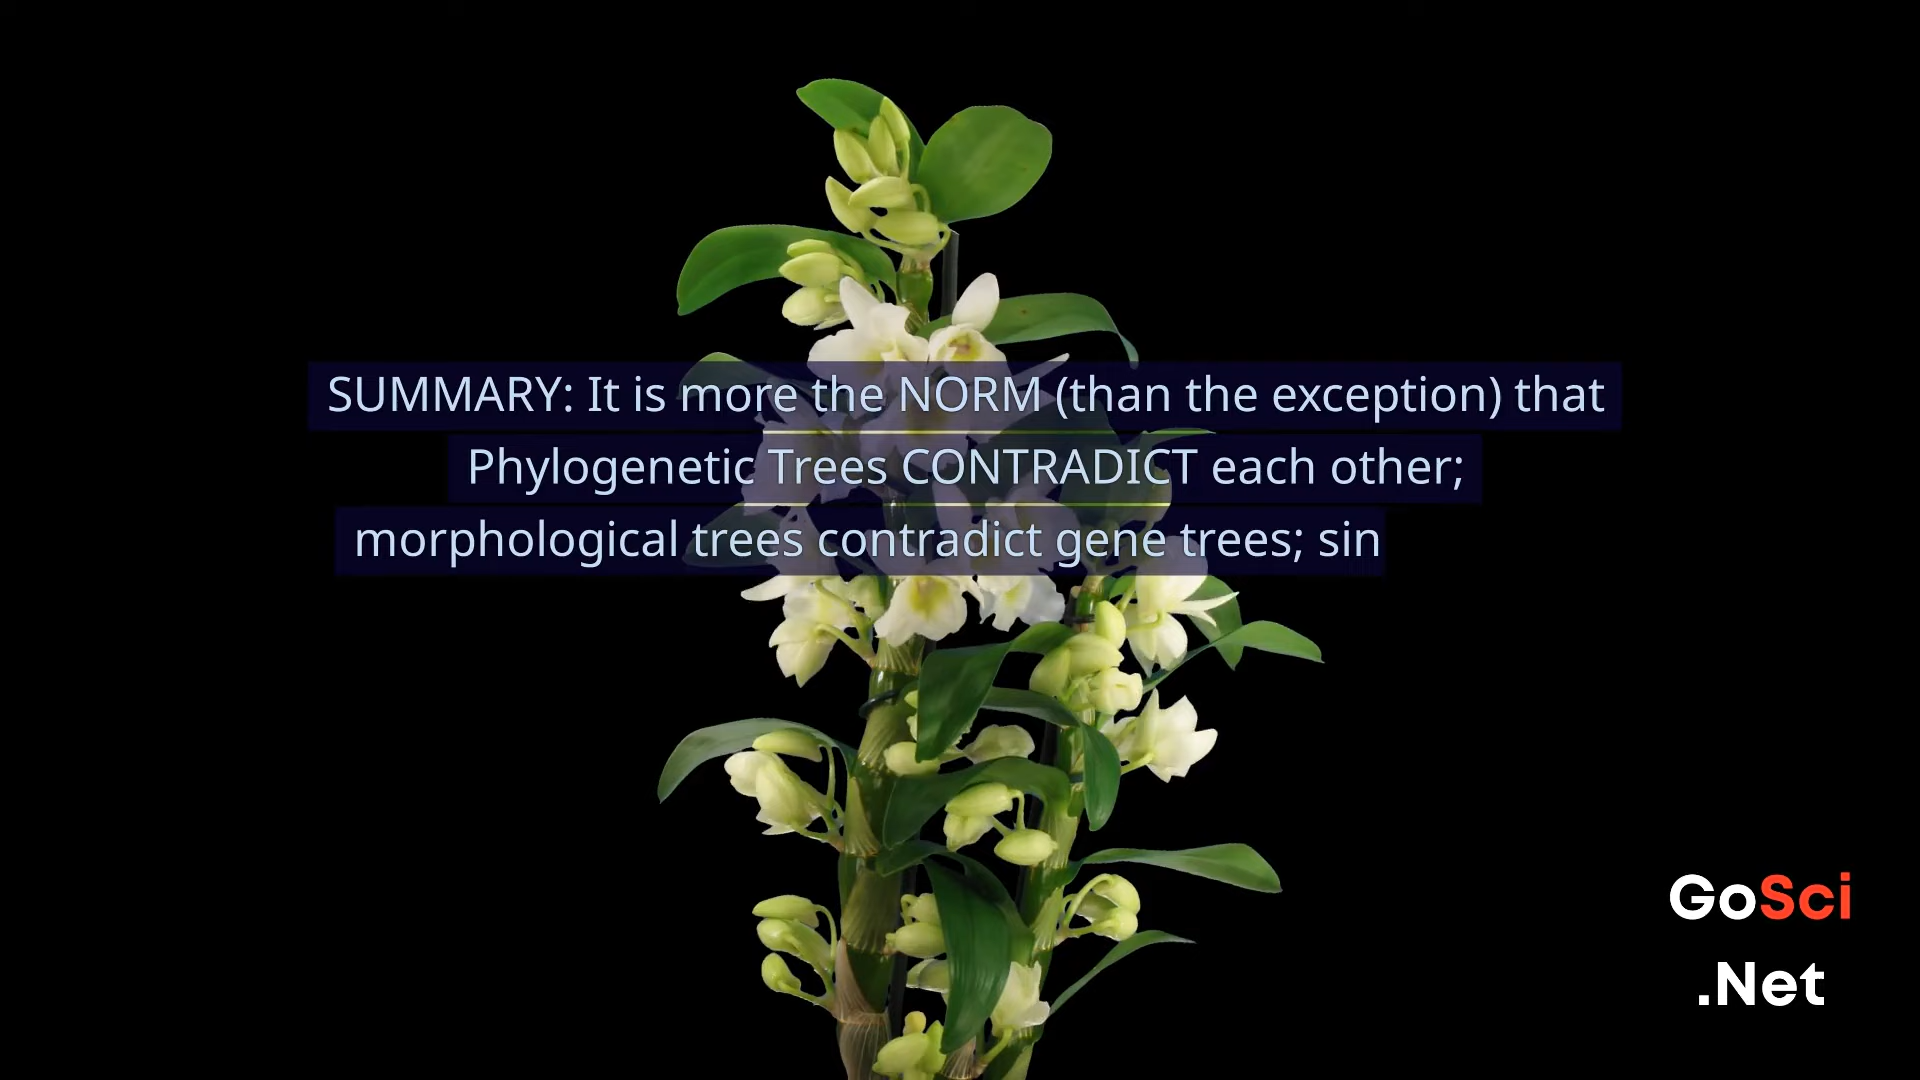 SUMMARY: It is more the NORM (than the exception) that
Phylogenetic Trees CONTRADICT each other;
morphological trees contradict gene trees; sin
GoSci
.Net